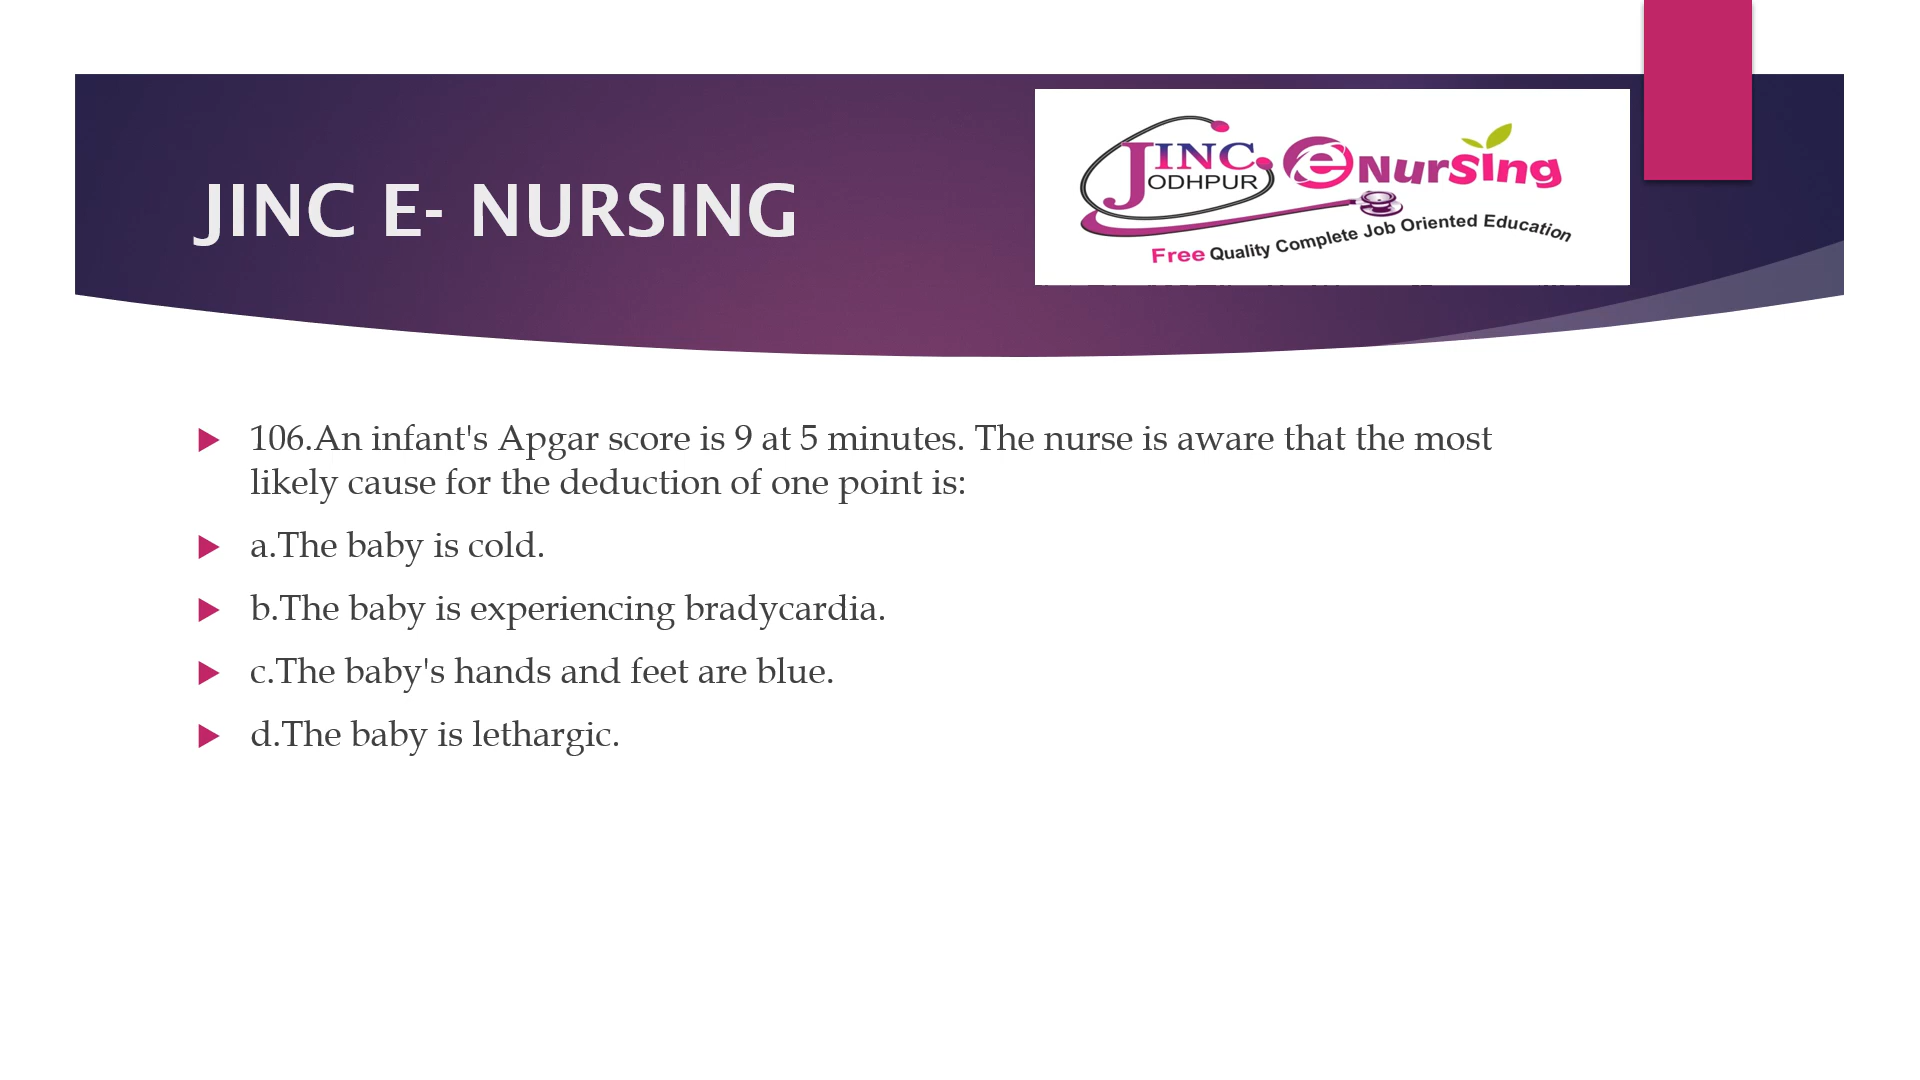 JINC E- NURSING
JINC
ODHPUR
eNurSIng
Free Quality Complete Job Oriented Education
106.An infant's Apgar score is 9 at 5 minutes. The nurse is aware that the most
likely cause for the deduction of one point is:
a.The baby is cold.
b.The baby is experiencing bradycardia.
c.The baby's hands and feet are blue.
d.The baby is lethargic.